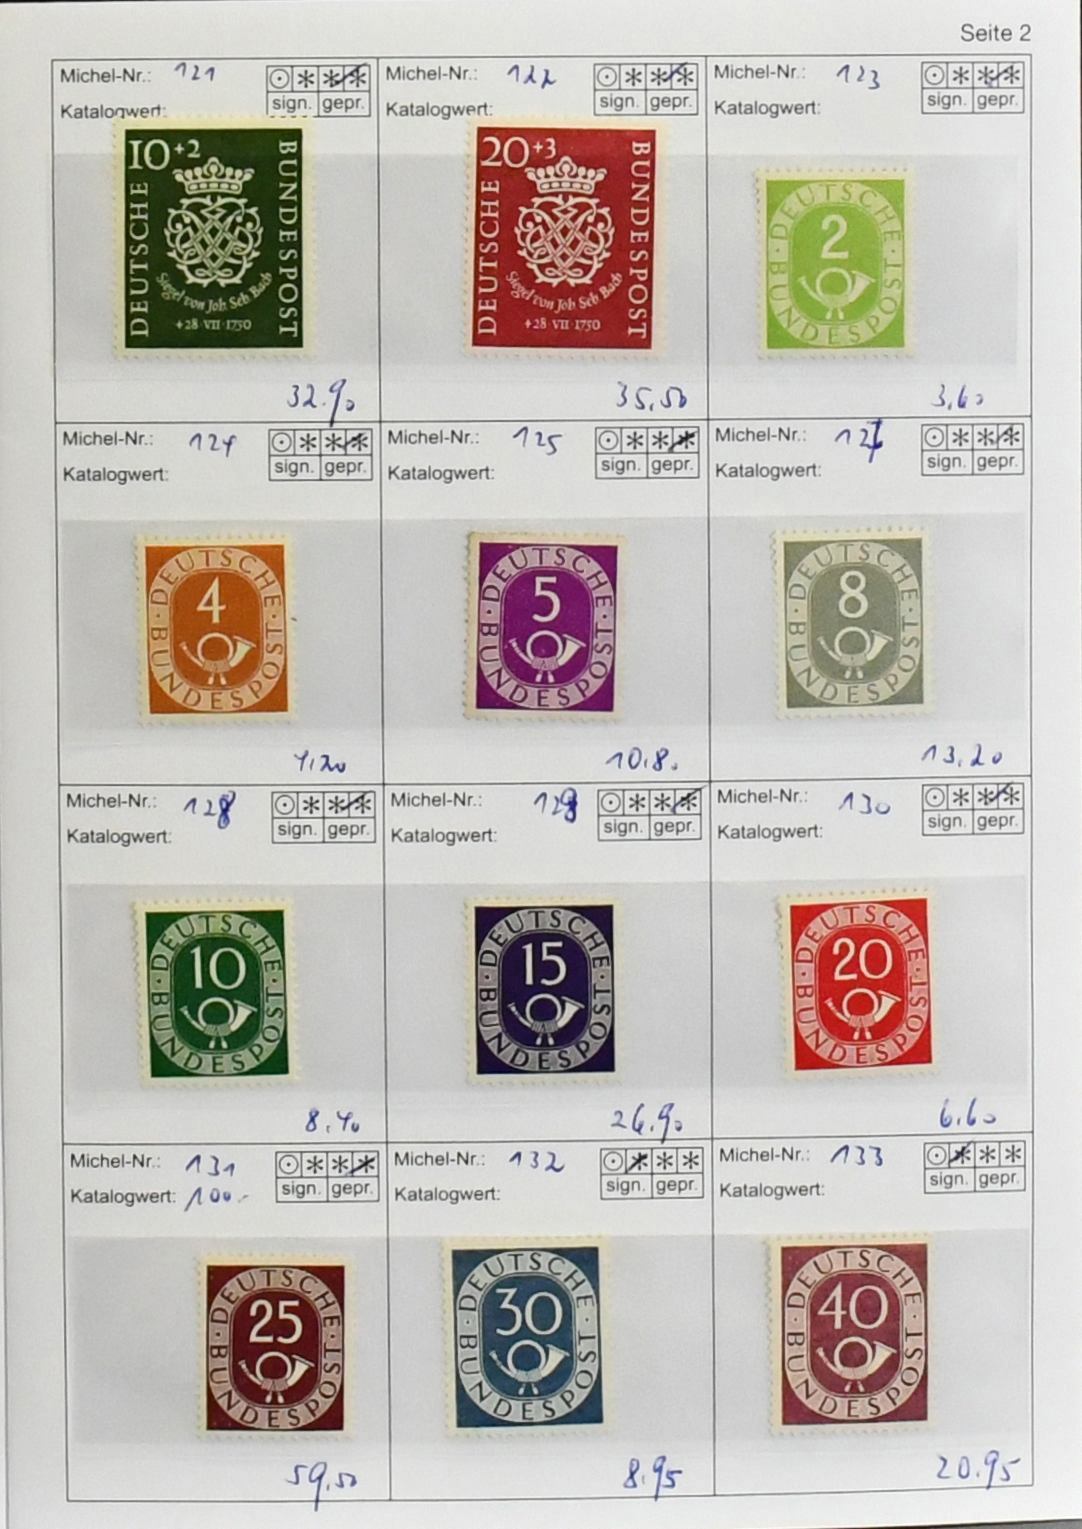 Seite 2
Michel-Nr.: 121
Katalogwert:
sign. gepr.
10+2
DEUTSCHE BUNDESPOST
Siegel von Joh. Seb. Bach
+28·VII·1750
32.90
Michel-Nr.: 122
Katalogwert:
sign. gepr.
20+3
DEUTSCHE BUNDESPOST
Siegel von Joh. Seb. Bach
+28·VII·1750
35,50
Michel-Nr.: 123
Katalogwert:
sign. gepr.
DEUTSCHE · BUNDESPOST ·
2
3,60
Michel-Nr.: 124
Katalogwert:
sign. gepr.
DEUTSCHE · BUNDESPOST ·
4
4,20
Michel-Nr.: 125
Katalogwert:
sign. gepr.
DEUTSCHE · BUNDESPOST ·
5
10.80
Michel-Nr.: 127
Katalogwert:
sign. gepr.
DEUTSCHE · BUNDESPOST ·
8
13,20
Michel-Nr.: 128
Katalogwert:
sign. gepr.
DEUTSCHE · BUNDESPOST ·
10
8,40
Michel-Nr.: 129
Katalogwert:
sign. gepr.
DEUTSCHE · BUNDESPOST ·
15
26.90
Michel-Nr.: 130
Katalogwert:
sign. gepr.
DEUTSCHE · BUNDESPOST ·
20
6.60
Michel-Nr.: 131
Katalogwert: 100.-
sign. gepr.
DEUTSCHE · BUNDESPOST ·
25
59,50
Michel-Nr.: 132
Katalogwert:
sign. gepr.
DEUTSCHE · BUNDESPOST ·
30
8.95
Michel-Nr.: 133
Katalogwert:
sign. gepr.
DEUTSCHE · BUNDESPOST ·
40
20.95